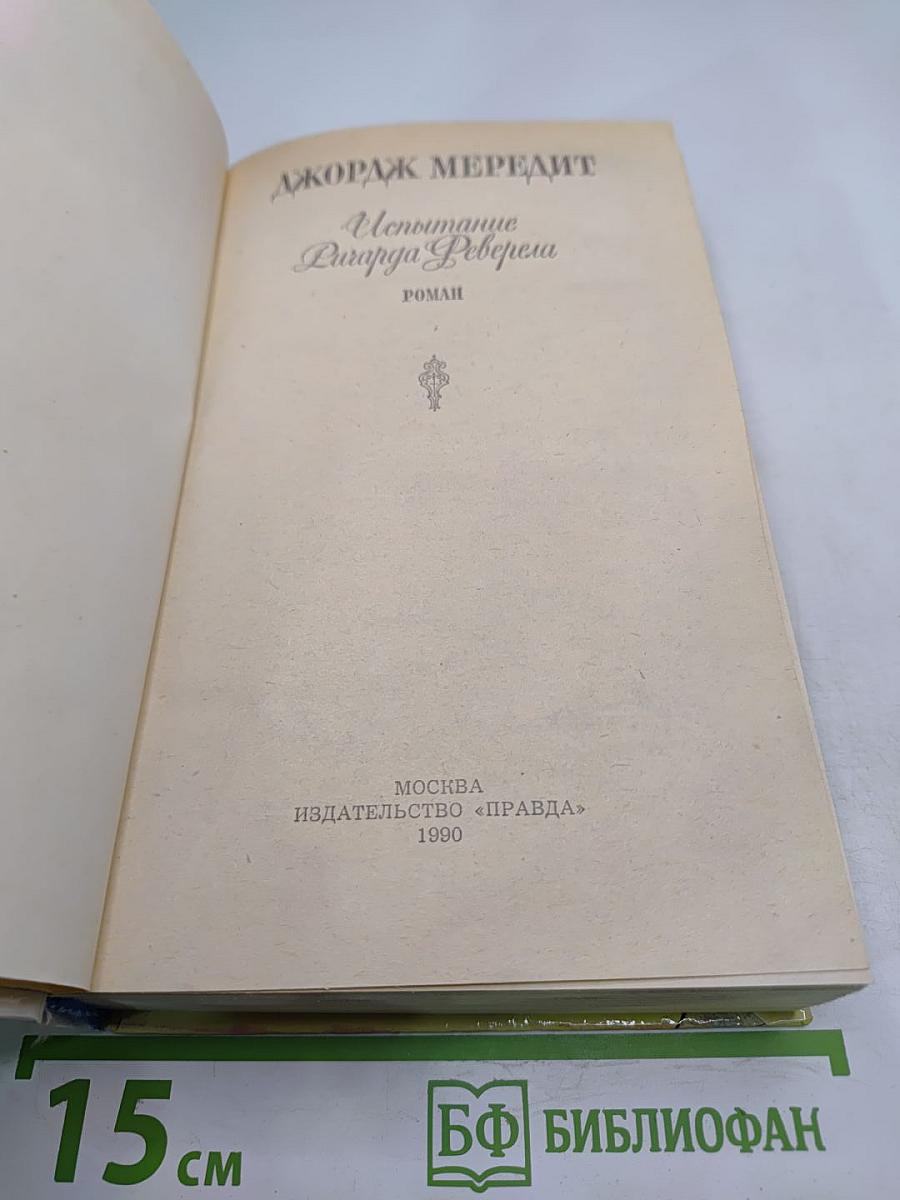 ДЖОРДЖ МЕРЕДИТ
Испытание
Ричарда Феверела
РОМАН
МОСКВА
ИЗДАТЕЛЬСТВО «ПРАВДА»
1990
15 см
БФ БИБЛИОФАН